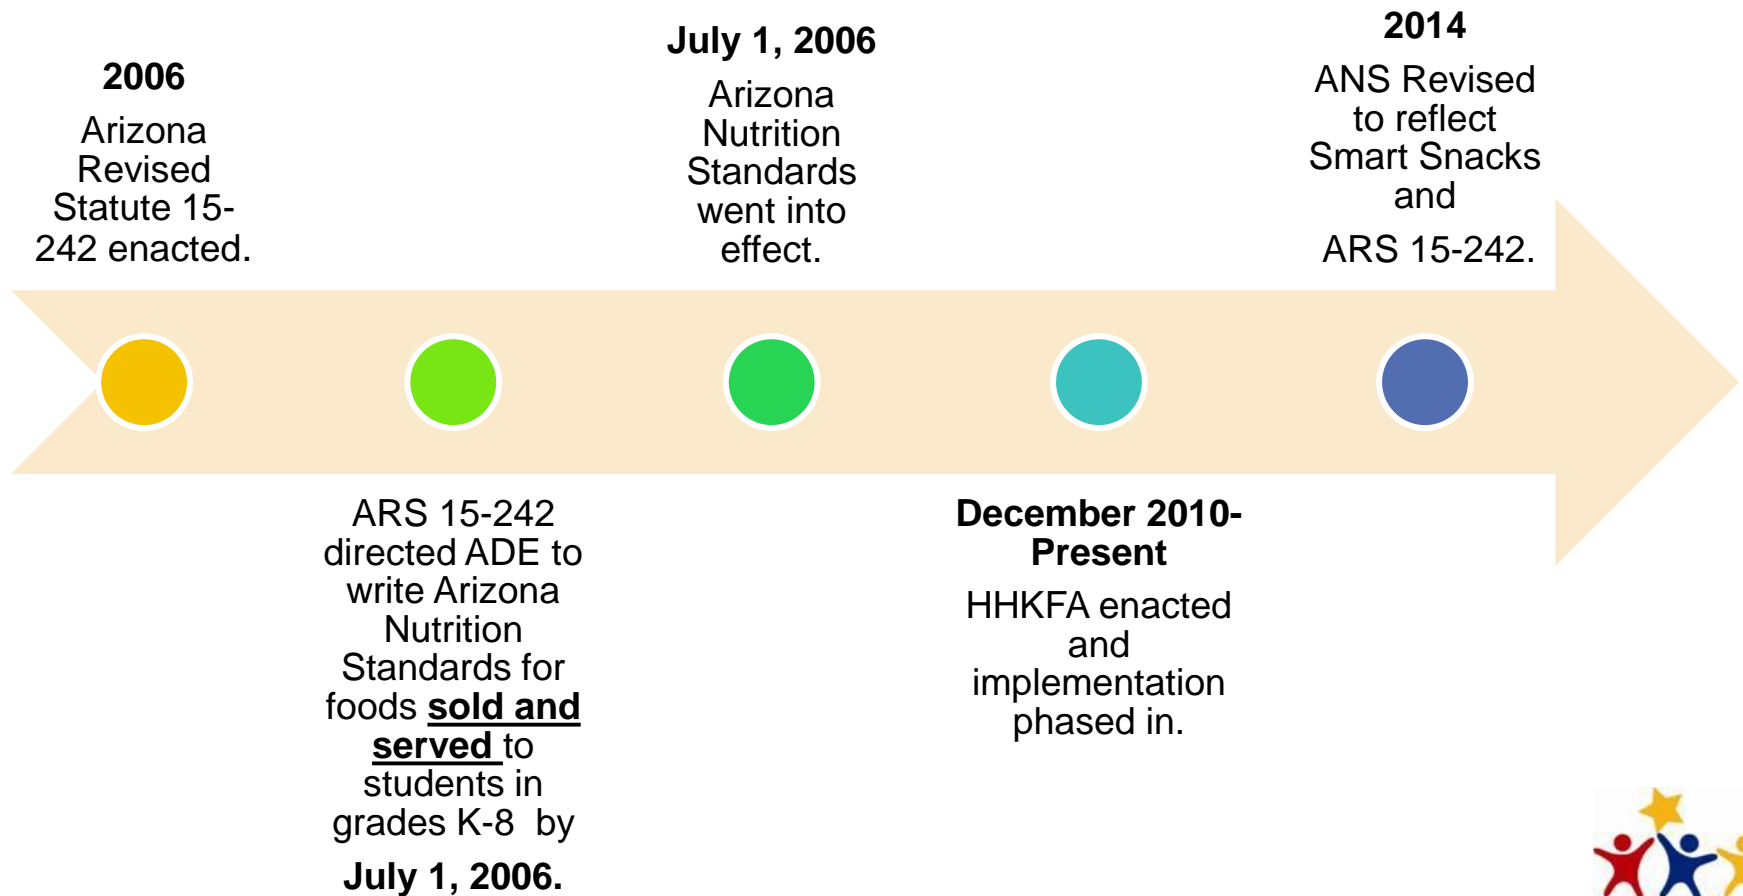 2006
Arizona
Revised
Statute 15-
242 enacted.
ARS 15-242
directed ADE to
write Arizona
Nutrition
Standards for
foods sold and
served to
students in
grades K-8 by
July 1, 2006.
July 1, 2006
Arizona
Nutrition
Standards
went into
effect.
December 2010-
Present
HHKFA enacted
and
implementation
phased in.
2014
ANS Revised
to reflect
Smart Snacks
and
ARS 15-242.